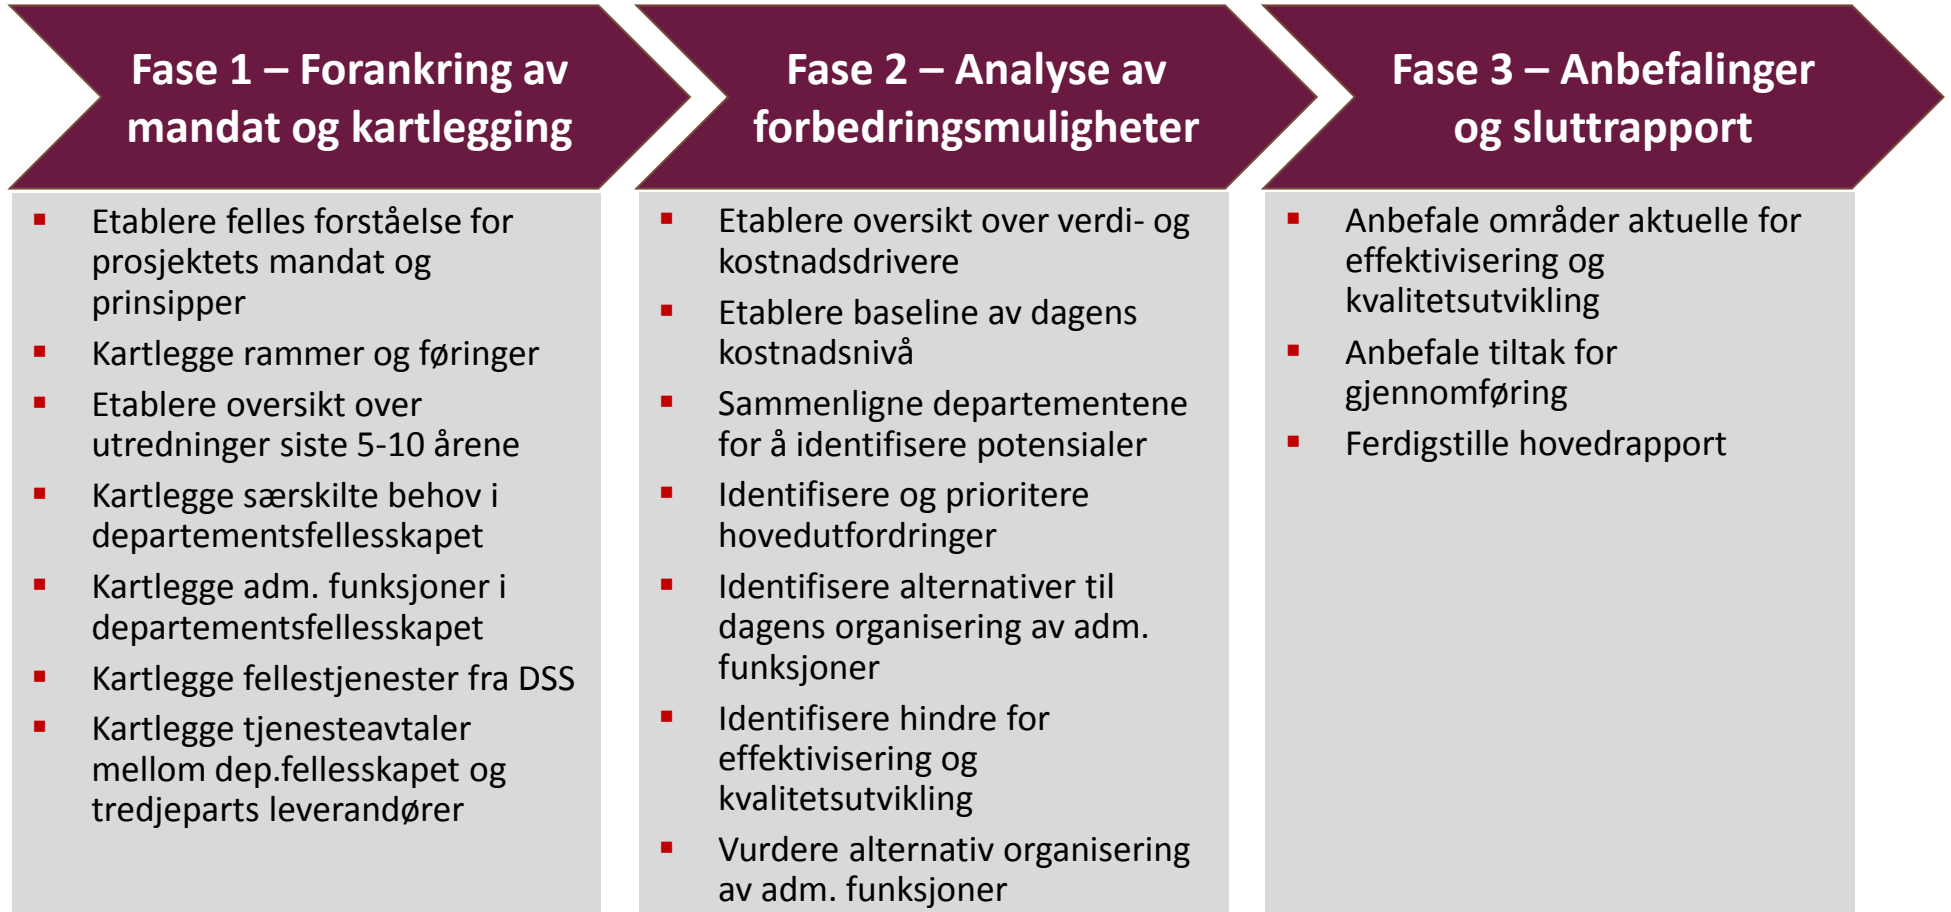 Fase 1 – Forankring av
mandat og kartlegging
▪ Etablere felles forståelse for
prosjektets mandat og
prinsipper
▪ Kartlegge rammer og føringer
▪ Etablere oversikt over
utredninger siste 5-10 årene
▪ Kartlegge særskilte behov i
departementsfellesskapet
▪ Kartlegge adm. funksjoner i
departementsfellesskapet
▪ Kartlegge fellestjenester fra DSS
▪ Kartlegge tjenesteavtaler
mellom dep.fellesskapet og
tredjeparts leverandører
Fase 2 – Analyse av
forbedringsmuligheter
▪ Etablere oversikt over verdi- og
kostnadsdrivere
▪ Etablere baseline av dagens
kostnadsnivå
▪ Sammenligne departementene
for å identifisere potensialer
▪ Identifisere og prioritere
hovedutfordringer
▪ Identifisere alternativer til
dagens organisering av adm.
funksjoner
▪ Identifisere hindre for
effektivisering og
kvalitetsutvikling
▪ Vurdere alternativ organisering
av adm. funksjoner
Fase 3 – Anbefalinger
og sluttrapport
▪ Anbefale områder aktuelle for
effektivisering og
kvalitetsutvikling
▪ Anbefale tiltak for
gjennomføring
▪ Ferdigstille hovedrapport